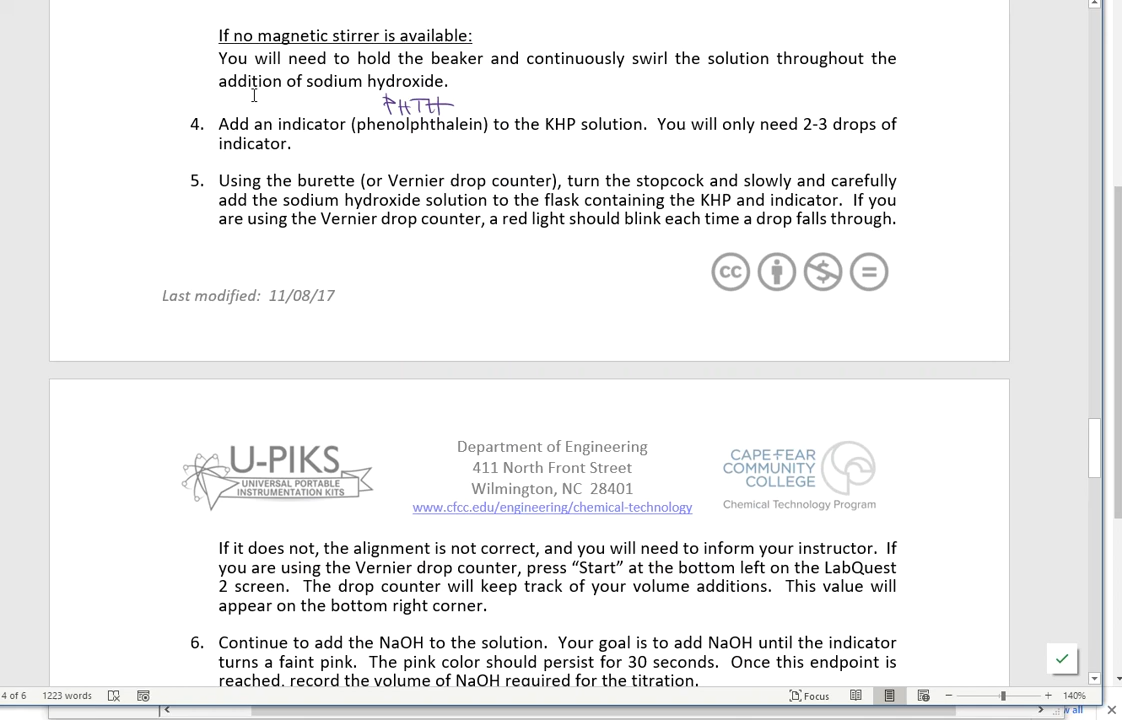 If no magnetic stirrer is available:
You will need to hold the beaker and continuously swirl the solution throughout the
addition of sodium hydroxide.
PHTH
4. Add an indicator (phenolphthalein) to the KHP solution. You will only need 2-3 drops of
indicator.
5. Using the burette (or Vernier drop counter), turn the stopcock and slowly and carefully
add the sodium hydroxide solution to the flask containing the KHP and indicator. If you
are using the Vernier drop counter, a red light should blink each time a drop falls through.
cc $ =
Last modified: 11/08/17
U-PIKS
UNIVERSAL PORTABLE
INSTRUMENTATION KITS
Department of Engineering
411 North Front Street
Wilmington, NC 28401
www.cfcc.edu/engineering/chemical-technology
CAPE FEAR
COMMUNITY
COLLEGE
Chemical Technology Program
If it does not, the alignment is not correct, and you will need to inform your instructor. If
you are using the Vernier drop counter, press “Start” at the bottom left on the LabQuest
2 screen. The drop counter will keep track of your volume additions. This value will
appear on the bottom right corner.
6. Continue to add the NaOH to the solution. Your goal is to add NaOH until the indicator
turns a faint pink. The pink color should persist for 30 seconds. Once this endpoint is
reached, record the volume of NaOH required for the titration.
4 of 6 1223 words Focus 140%
w all